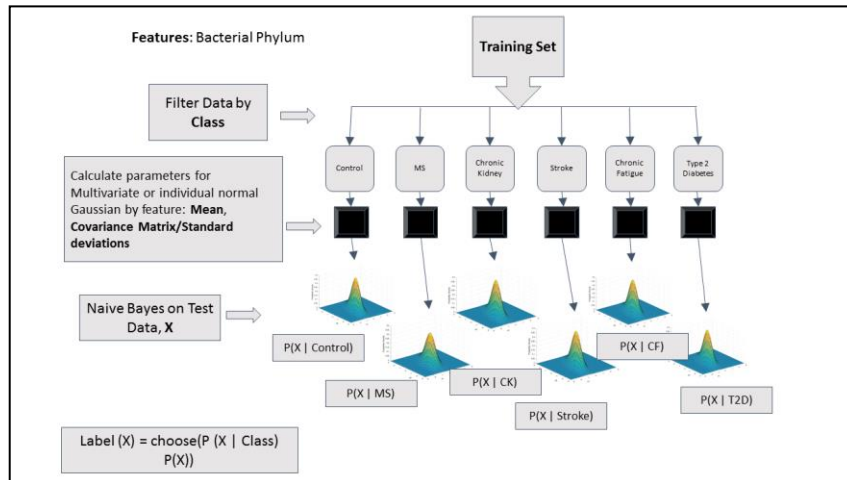 Features: Bacterial Phylum
Training Set
Filter Data by
Class
Control
MS
Chronic
Kidney
Stroke
Chronic
Fatigue
Type 2
Diabetes
Calculate parameters for
Multivariate or individual normal
Gaussian by feature: Mean,
Covariance Matrix/Standard
deviations
Naive Bayes on Test
Data, X
P(X | Control)
P(X | MS)
P(X | CK)
P(X | Stroke)
P(X | CF)
P(X | T2D)
Label (X) = choose(P (X | Class)
P(X))